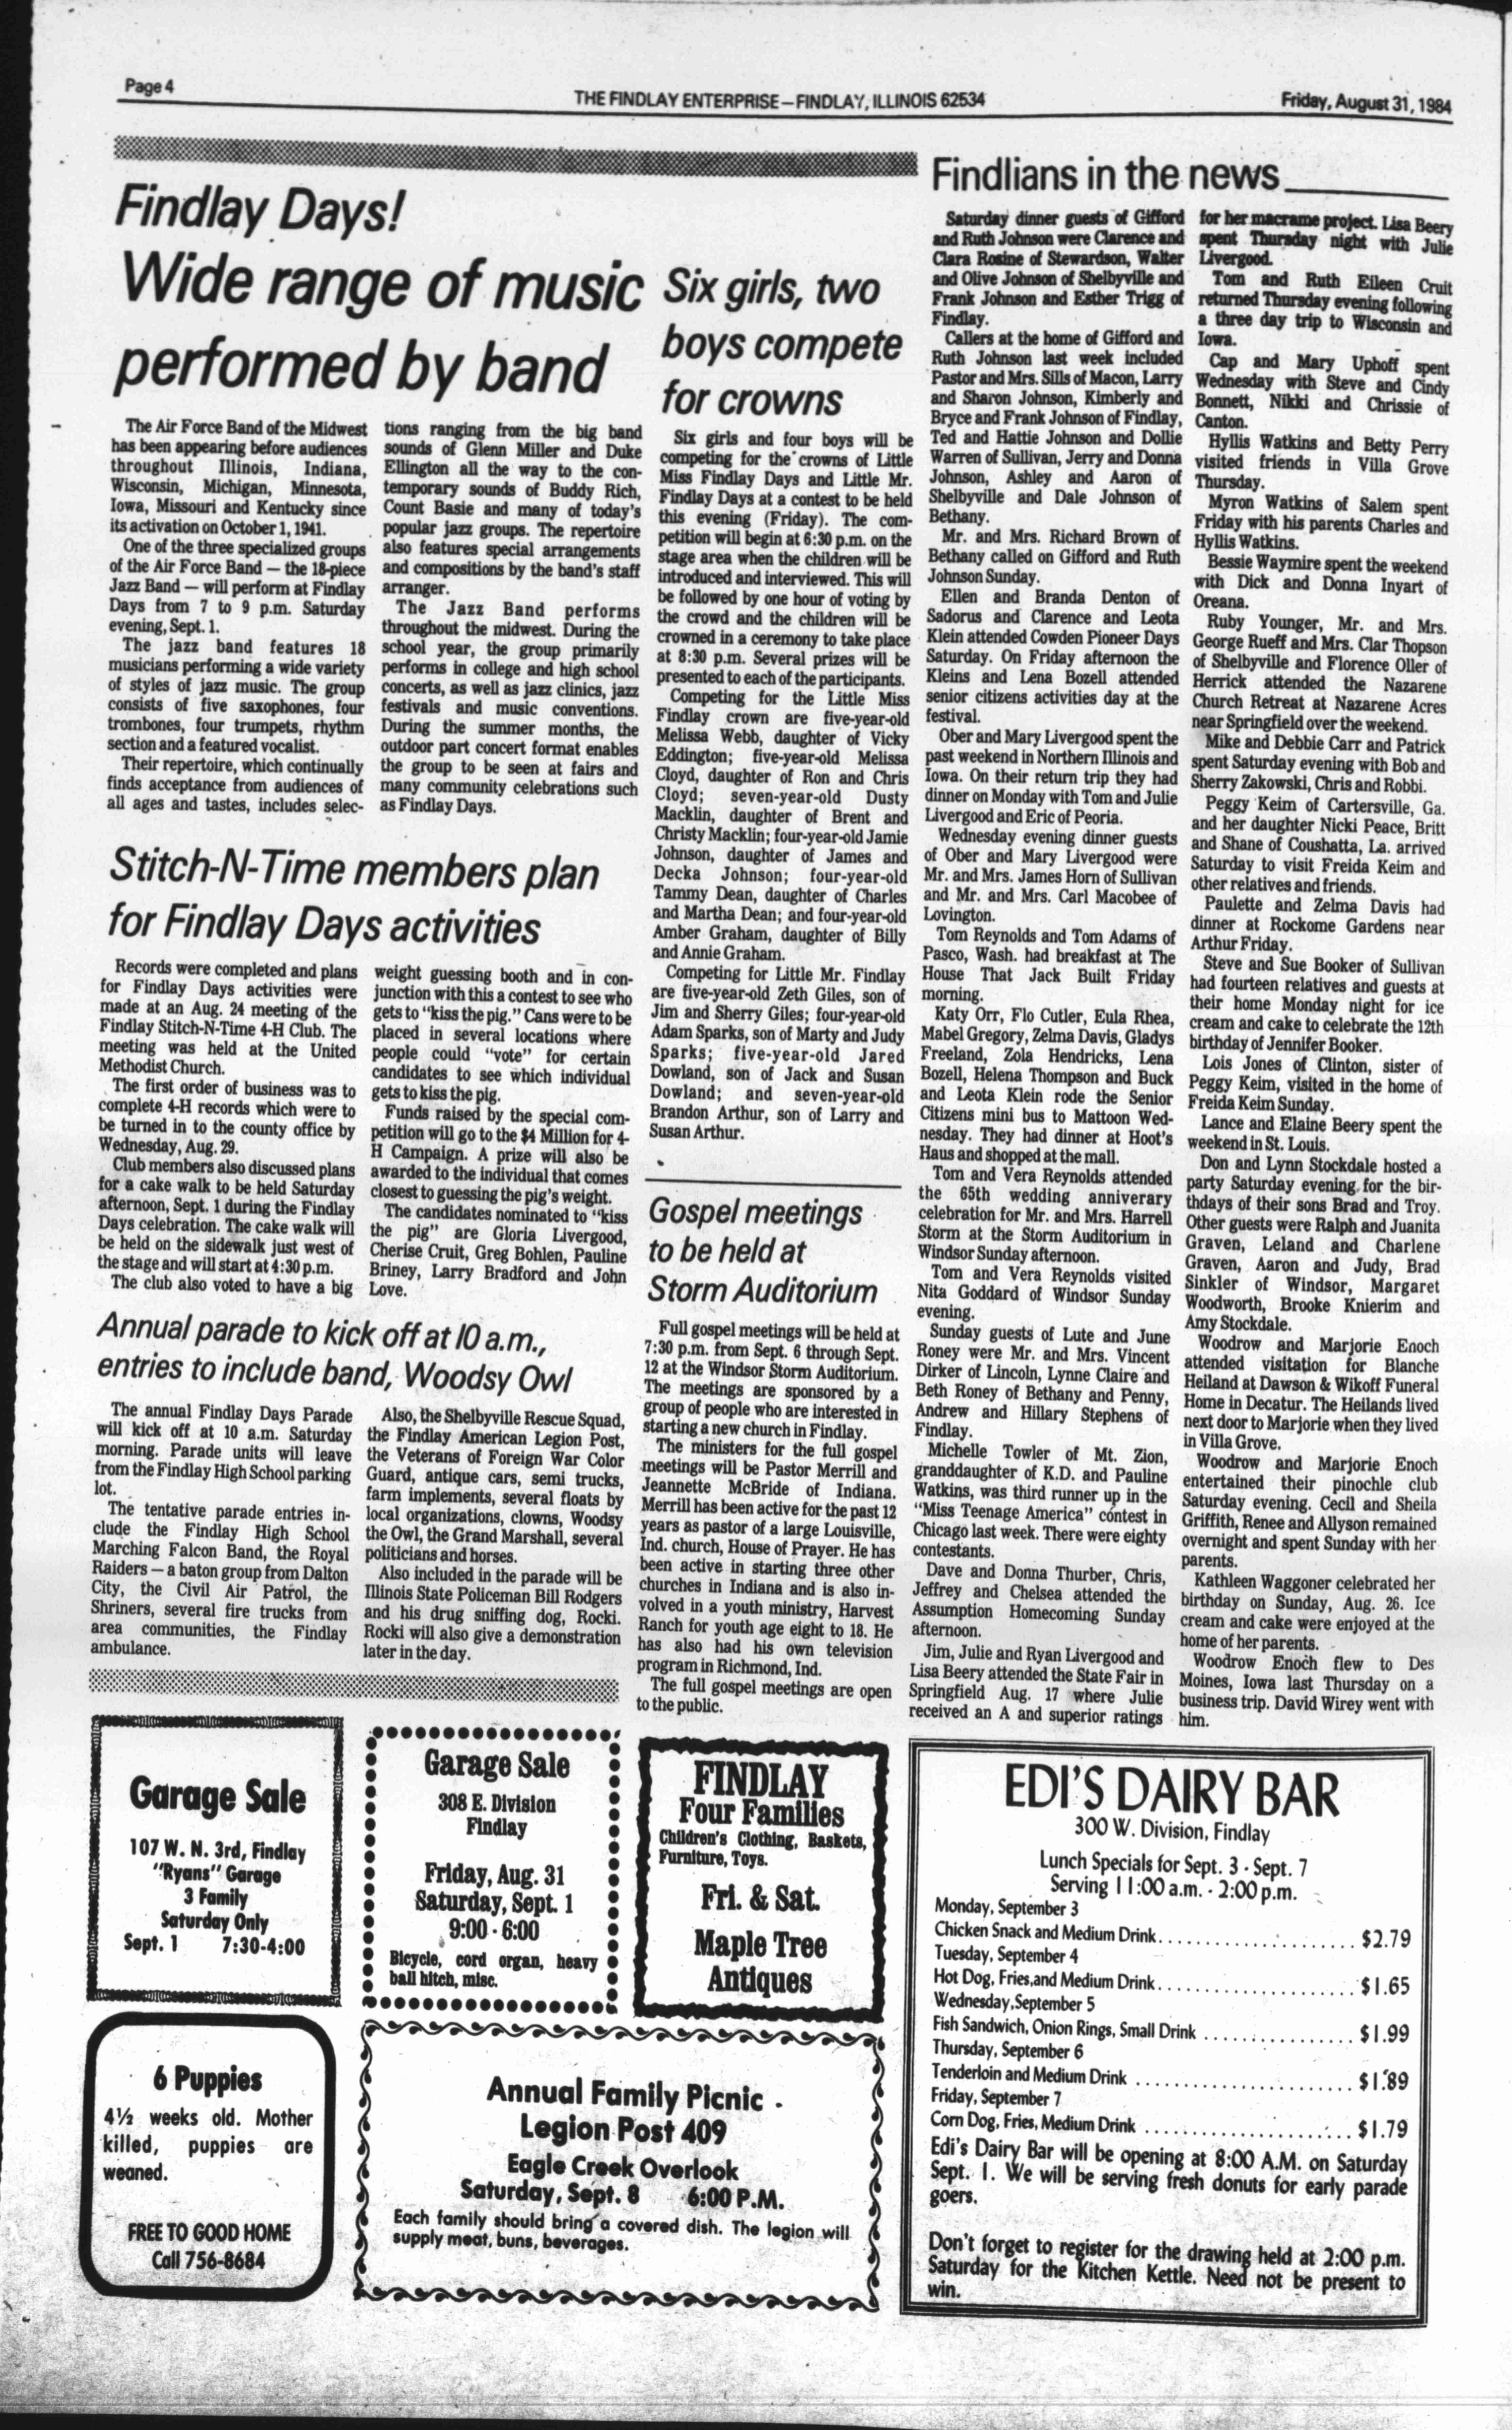 Page 4
THE FINDLAY ENTERPRISE—FINDLAY, ILLINOIS 62534
Friday, August 31, 1984
Findlay Days!
Wide range of music
performed by band
The Air Force Band of the Midwest
has been appearing before audiences
throughout Illinois, Indiana,
Wisconsin, Michigan, Minnesota,
Iowa, Missouri and Kentucky since
its activation on October 1, 1941.
One of the three specialized groups
of the Air Force Band — the 18-piece
Jazz Band — will perform at Findlay
Days from 7 to 9 p.m. Saturday
evening, Sept. 1.
The jazz band features 18
musicians performing a wide variety
of styles of jazz music. The group
consists of five saxophones, four
trombones, four trumpets, rhythm
section and a featured vocalist.
Their repertoire, which continually
finds acceptance from audiences of
all ages and tastes, includes selec-
tions ranging from the big band
sounds of Glenn Miller and Duke
Ellington all the way to the con-
temporary sounds of Buddy Rich,
Count Basie and many of today's
popular jazz groups. The repertoire
also features special arrangements
and compositions by the band's staff
arranger.
The Jazz Band performs
throughout the midwest. During the
school year, the group primarily
performs in college and high school
concerts, as well as jazz clinics, jazz
festivals and music conventions.
During the summer months, the
outdoor part concert format enables
the group to be seen at fairs and
many community celebrations such
as Findlay Days.
Stitch-N-Time members plan
for Findlay Days activities
Records were completed and plans
for Findlay Days activities were
made at an Aug. 24 meeting of the
Findlay Stitch-N-Time 4-H Club. The
meeting was held at the United
Methodist Church.
The first order of business was to
complete 4-H records which were to
be turned in to the county office by
Wednesday, Aug. 29.
Club members also discussed plans
for a cake walk to be held Saturday
afternoon, Sept. 1 during the Findlay
Days celebration. The cake walk will
be held on the sidewalk just west of
the stage and will start at 4:30 p.m.
The club also voted to have a big
weight guessing booth and in con-
junction with this a contest to see who
gets to "kiss the pig." Cans were to be
placed in several locations where
people could "vote" for certain
candidates to see which individual
gets to kiss the pig.
Funds raised by the special com-
petition will go to the $4 Million for 4-
H Campaign. A prize will also be
awarded to the individual that comes
closest to guessing the pig's weight.
The candidates nominated to "kiss
the pig" are Gloria Livergood,
Cherise Cruit, Greg Bohlen, Pauline
Briney, Larry Bradford and John
Love.
Annual parade to kick off at 10 a.m.,
entries to include band, Woodsy Owl
The annual Findlay Days Parade
will kick off at 10 a.m. Saturday
morning. Parade units will leave
from the Findlay High School parking
lot.
The tentative parade entries in-
clude the Findlay High School
Marching Falcon Band, the Royal
Raiders — a baton group from Dalton
City, the Civil Air Patrol, the
Shriners, several fire trucks from
area communities, the Findlay
ambulance.
Also, the Shelbyville Rescue Squad,
the Findlay American Legion Post,
the Veterans of Foreign War Color
Guard, antique cars, semi trucks,
farm implements, several floats by
local organizations, clowns, Woodsy
the Owl, the Grand Marshall, several
politicians and horses.
Also included in the parade will be
Illinois State Policeman Bill Rodgers
and his drug sniffing dog, Rocki.
Rocki will also give a demonstration
later in the day.
Six girls, two
boys compete
for crowns
Six girls and four boys will be
competing for the crowns of Little
Miss Findlay Days and Little Mr.
Findlay Days at a contest to be held
this evening (Friday). The com-
petition will begin at 6:30 p.m. on the
stage area when the children will be
introduced and interviewed. This will
be followed by one hour of voting by
the crowd and the children will be
crowned in a ceremony to take place
at 8:30 p.m. Several prizes will be
presented to each of the participants.
Competing for the Little Miss
Findlay crown are five-year-old
Melissa Webb, daughter of Vicky
Eddington; five-year-old Melissa
Cloyd, daughter of Ron and Chris
Cloyd; seven-year-old Dusty
Macklin, daughter of Brent and
Christy Macklin; four-year-old Jamie
Johnson, daughter of James and
Decka Johnson; four-year-old
Tammy Dean, daughter of Charles
and Martha Dean; and four-year-old
Amber Graham, daughter of Billy
and Annie Graham.
Competing for Little Mr. Findlay
are five-year-old Zeth Giles, son of
Jim and Sherry Giles; four-year-old
Adam Sparks, son of Marty and Judy
Sparks; five-year-old Jared
Dowland, son of Jack and Susan
Dowland; and seven-year-old
Brandon Arthur, son of Larry and
Susan Arthur.
Gospel meetings
to be held at
Storm Auditorium
Full gospel meetings will be held at
7:30 p.m. from Sept. 6 through Sept.
12 at the Windsor Storm Auditorium.
The meetings are sponsored by a
group of people who are interested in
starting a new church in Findlay.
The ministers for the full gospel
meetings will be Pastor Merrill and
Jeannette McBride of Indiana.
Merrill has been active for the past 12
years as pastor of a large Louisville,
Ind. church, House of Prayer. He has
been active in starting three other
churches in Indiana and is also in-
volved in a youth ministry, Harvest
Ranch for youth age eight to 18. He
has also had his own television
program in Richmond, Ind.
The full gospel meetings are open
to the public.
Findlians in the news
Saturday dinner guests of Gifford
and Ruth Johnson were Clarence and
Clara Rosine of Stewardson, Walter
and Olive Johnson of Shelbyville and
Frank Johnson and Esther Trigg of
Findlay.
Callers at the home of Gifford and
Ruth Johnson last week included
Pastor and Mrs. Sills of Macon, Larry
and Sharon Johnson, Kimberly and
Bryce and Frank Johnson of Findlay,
Ted and Hattie Johnson and Dollie
Warren of Sullivan, Jerry and Donna
Johnson, Ashley and Aaron of
Shelbyville and Dale Johnson of
Bethany.
Mr. and Mrs. Richard Brown of
Bethany called on Gifford and Ruth
Johnson Sunday.
Ellen and Branda Denton of
Sadorus and Clarence and Leota
Klein attended Cowden Pioneer Days
Saturday. On Friday afternoon the
Kleins and Lena Bozell attended
senior citizens activities day at the
festival.
Ober and Mary Livergood spent the
past weekend in Northern Illinois and
Iowa. On their return trip they had
dinner on Monday with Tom and Julie
Livergood and Eric of Peoria.
Wednesday evening dinner guests
of Ober and Mary Livergood were
Mr. and Mrs. James Horn of Sullivan
and Mr. and Mrs. Carl Macobee of
Lovington.
Tom Reynolds and Tom Adams of
Pasco, Wash. had breakfast at The
House That Jack Built Friday
morning.
Katy Orr, Flo Cutler, Eula Rhea,
Mabel Gregory, Zelma Davis, Gladys
Freeland, Zola Hendricks, Lena
Bozell, Helena Thompson and Buck
and Leota Klein rode the Senior
Citizens mini bus to Mattoon Wed-
nesday. They had dinner at Hoot's
Haus and shopped at the mall.
Tom and Vera Reynolds attended
the 65th wedding anniverary
celebration for Mr. and Mrs. Harrell
Storm at the Storm Auditorium in
Windsor Sunday afternoon.
Tom and Vera Reynolds visited
Nita Goddard of Windsor Sunday
evening.
Sunday guests of Lute and June
Roney were Mr. and Mrs. Vincent
Dirker of Lincoln, Lynne Claire and
Beth Roney of Bethany and Penny,
Andrew and Hillary Stephens of
Findlay.
Michelle Towler of Mt. Zion,
granddaughter of K.D. and Pauline
Watkins, was third runner up in the
"Miss Teenage America" contest in
Chicago last week. There were eighty
contestants.
Dave and Donna Thurber, Chris,
Jeffrey and Chelsea attended the
Assumption Homecoming Sunday
afternoon.
Jim, Julie and Ryan Livergood and
Lisa Beery attended the State Fair in
Springfield Aug. 17 where Julie
received an A and superior ratings
for her macrame project. Lisa Beery
spent Thursday night with Julie
Livergood.
Tom and Ruth Eileen Cruit
returned Thursday evening following
a three day trip to Wisconsin and
Iowa.
Cap and Mary Uphoff spent
Wednesday with Steve and Cindy
Bonnett, Nikki and Chrissie of
Canton.
Hyllis Watkins and Betty Perry
visited friends in Villa Grove
Thursday.
Myron Watkins of Salem spent
Friday with his parents Charles and
Hyllis Watkins.
Bessie Waymire spent the weekend
with Dick and Donna Inyart of
Oreana.
Ruby Younger, Mr. and Mrs.
George Rueff and Mrs. Clar Thopson
of Shelbyville and Florence Oller of
Herrick attended the Nazarene
Church Retreat at Nazarene Acres
near Springfield over the weekend.
Mike and Debbie Carr and Patrick
spent Saturday evening with Bob and
Sherry Zakowski, Chris and Robbi.
Peggy Keim of Cartersville, Ga.
and her daughter Nicki Peace, Britt
and Shane of Coushatta, La. arrived
Saturday to visit Freida Keim and
other relatives and friends.
Paulette and Zelma Davis had
dinner at Rockome Gardens near
Arthur Friday.
Steve and Sue Booker of Sullivan
had fourteen relatives and guests at
their home Monday night for ice
cream and cake to celebrate the 12th
birthday of Jennifer Booker.
Lois Jones of Clinton, sister of
Peggy Keim, visited in the home of
Freida Keim Sunday.
Lance and Elaine Beery spent the
weekend in St. Louis.
Don and Lynn Stockdale hosted a
party Saturday evening for the bir-
thdays of their sons Brad and Troy.
Other guests were Ralph and Juanita
Graven, Leland and Charlene
Graven, Aaron and Judy, Brad
Sinkler of Windsor, Margaret
Woodworth, Brooke Knierim and
Amy Stockdale.
Woodrow and Marjorie Enoch
attended visitation for Blanche
Heiland at Dawson & Wikoff Funeral
Home in Decatur. The Heilands lived
next door to Marjorie when they lived
in Villa Grove.
Woodrow and Marjorie Enoch
entertained their pinochle club
Saturday evening. Cecil and Sheila
Griffith, Renee and Allyson remained
overnight and spent Sunday with her
parents.
Kathleen Waggoner celebrated her
birthday on Sunday, Aug. 26. Ice
cream and cake were enjoyed at the
home of her parents.
Woodrow Enoch flew to Des
Moines, Iowa last Thursday on a
business trip. David Wirey went with
him.
Garage Sale
107 W. N. 3rd, Findlay
"Ryans" Garage
3 Family
Saturday Only
Sept. 1 7:30-4:00
Garage Sale
308 E. Division
Findlay
Friday, Aug. 31
Saturday, Sept. 1
9:00 - 6:00
Bicycle, cord organ, heavy
ball hitch, misc.
FINDLAY
Four Families
Children's Clothing, Baskets,
Furniture, Toys.
Fri. & Sat.
Maple Tree
Antiques
6 Puppies
4½ weeks old. Mother
killed, puppies are
weaned.
FREE TO GOOD HOME
Call 756-8684
Annual Family Picnic
Legion Post 409
Eagle Creek Overlook
Saturday, Sept. 8 6:00 P.M.
Each family should bring a covered dish. The legion will
supply meat, buns, beverages.
EDI'S DAIRY BAR
300 W. Division, Findlay
Lunch Specials for Sept. 3 - Sept. 7
Serving 11:00 a.m. - 2:00 p.m.
Monday, September 3
Chicken Snack and Medium Drink.................... $2.79
Tuesday, September 4
Hot Dog, Fries,and Medium Drink.................... $1.65
Wednesday,September 5
Fish Sandwich, Onion Rings, Small Drink ................ $1.99
Thursday, September 6
Tenderloin and Medium Drink ...................... $1.89
Friday, September 7
Corn Dog, Fries, Medium Drink ..................... $1.79
Edi's Dairy Bar will be opening at 8:00 A.M. on Saturday
Sept. 1. We will be serving fresh donuts for early parade
goers.
Don't forget to register for the drawing held at 2:00 p.m.
Saturday for the Kitchen Kettle. Need not be present to
win.